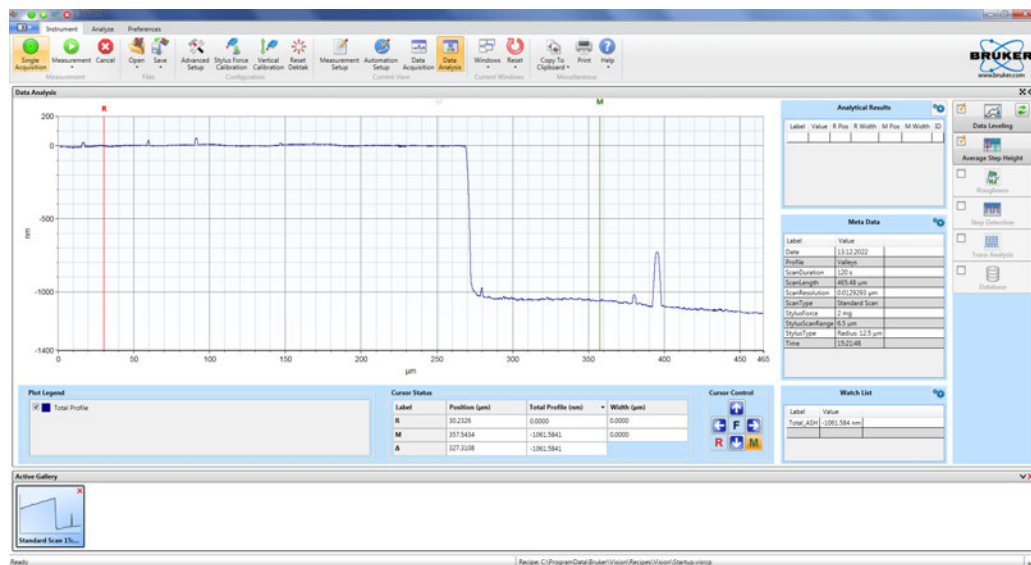 Instrument Analyze Preferences
Single Acquisition Measurement Cancel Open Save Advanced Setup Stylus Force Calibration Vertical Calibration Reset Dektak Measurement Setup Automation Setup Data Acquisition Data Analysis Windows Reset Copy To Clipboard Print Help
Measurement Files Configuration Current View Current Windows Miscellaneous
BRUKER
www.bruker.com
Data Analysis
R M M
200
0
-500
-1000
-1400
nm
0 50 100 150 200 250 300 350 400 450 465
µm
Analytical Results
Label Value R Pos R Width M Pos M Width ID
Meta Data
Label Value
Date 13.12.2022
Profile Valleys
ScanDuration 120 s
ScanLength 465.48 µm
ScanResolution 0.0129293 µm
ScanType Standard Scan
StylusForce 2 mg
StylusScanRange 6.5 µm
StylusType Radius: 12.5 µm
Time 15:21:48
Data Leveling
Average Step Height
Roughness
Step Detection
Trace Analysis
Database
Plot Legend
Total Profile
Cursor Status
Label Position (µm) Total Profile (nm) Width (µm)
R 30.2326 0.0000 0.0000
M 357.5434 -1061.5841 0.0000
Δ 327.3108 -1061.5841
Cursor Control
F
R M
Watch List
Label Value
Total_ASH -1061.584 nm
Active Gallery
Standard Scan 15:...
Ready
Recipe: C:\ProgramData\Bruker\Vision\Recipes\Vision\Startup.visrcp